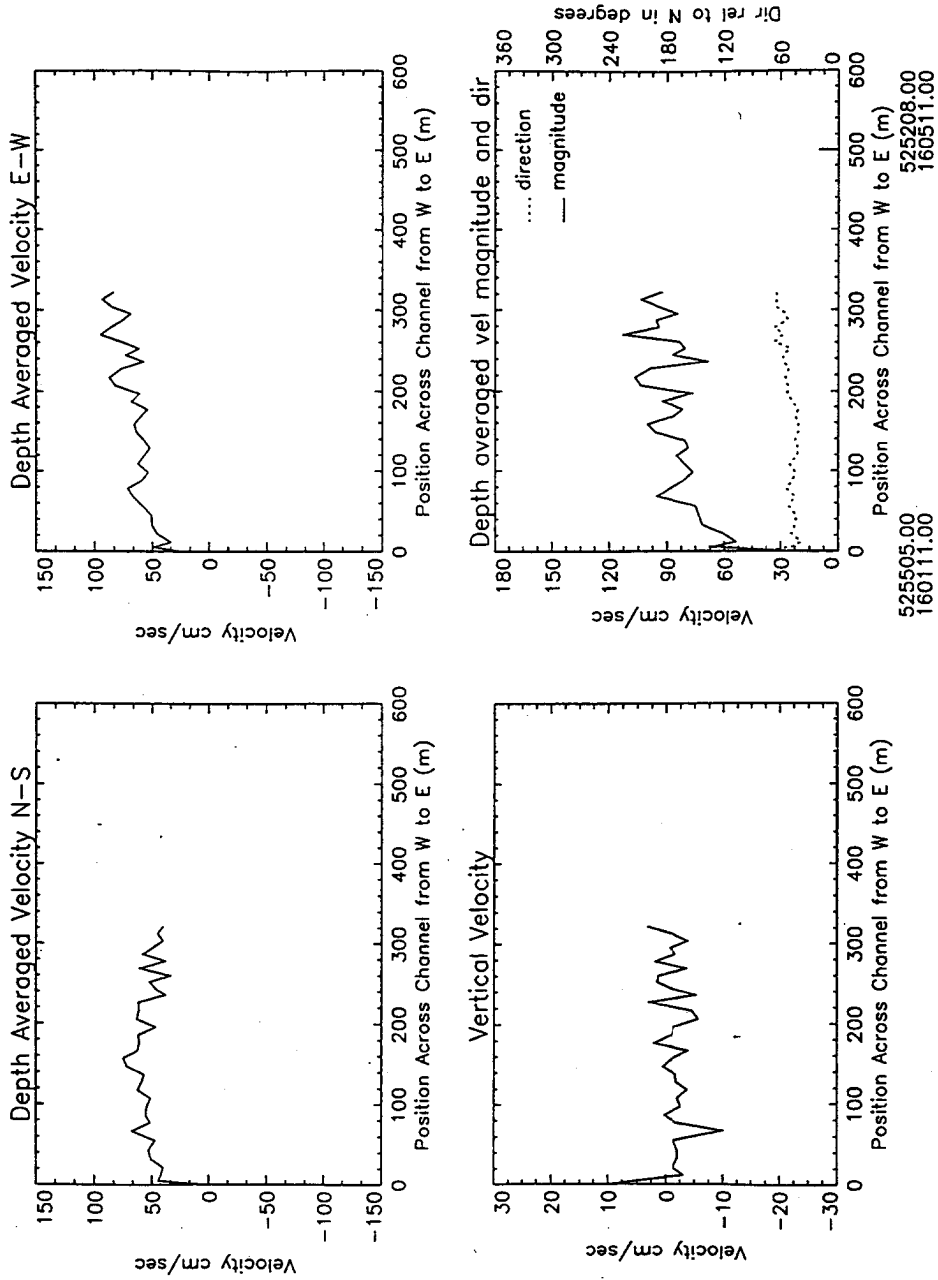 Depth Averaged Velocity N-S
150
100
50
0
-50
-100
-150
Velocity cm/sec
0 100 200 300 400 500 600
Position Across Channel from W to E (m)
Depth Averaged Velocity E-W
150
100
50
0
-50
-100
-150
Velocity cm/sec
0 100 200 300 400 500 600
Position Across Channel from W to E (m)
Vertical Velocity
30
20
10
0
-10
-20
-30
Velocity cm/sec
0 100 200 300 400 500 600
Position Across Channel from W to E (m)
Depth averaged vel magnitude and dir
180
150
120
90
60
30
0
Velocity cm/sec
.... direction
— magnitude
360
300
240
180
120
60
0
Dir rel to N in degrees
0 100 200 300 400 500 600
Position Across Channel from W to E (m)
525505.00
160111.00
525208.00
160511.00